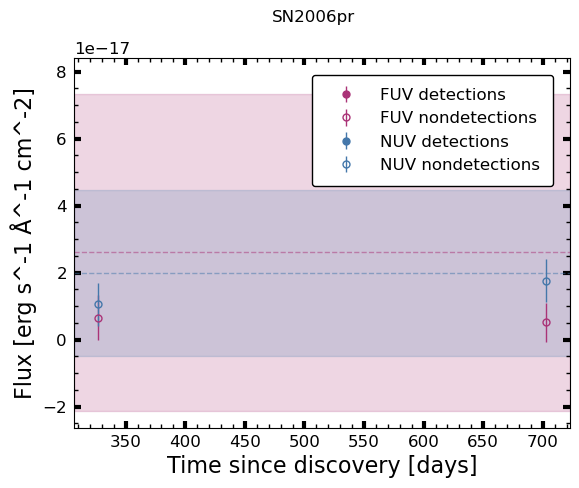 SN2006pr
1e−17
8
6
4
2
0
−2
Flux [erg s^-1 Å^-1 cm^-2]
FUV detections
FUV nondetections
NUV detections
NUV nondetections
350 400 450 500 550 600 650 700
Time since discovery [days]